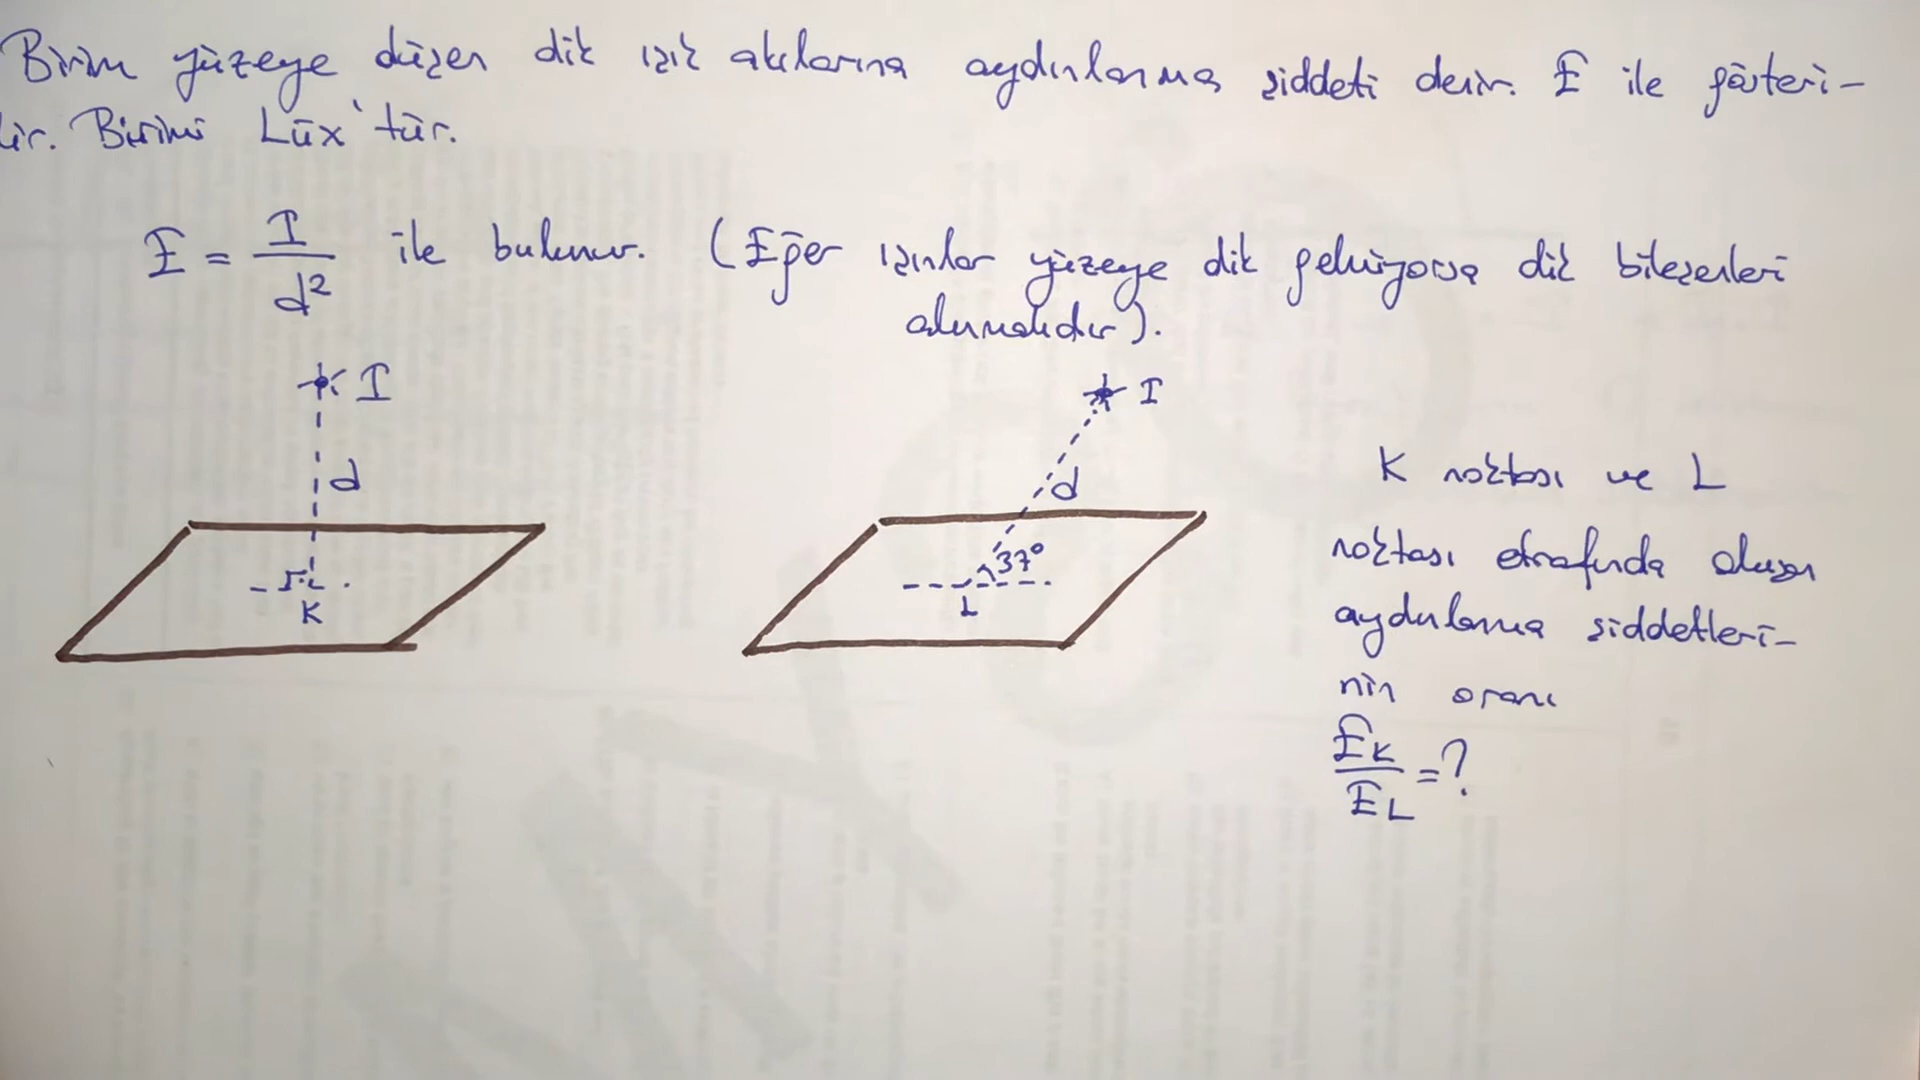 Birim yüzeye düşen dik ışık akılarına aydınlanma şiddeti denir. E ile gösteri-
lir. Birimi Lüx'tür.
E = I/d² ile bulunur. (Eğer ışınlar yüzeye dik gelmiyorsa dik bileşenleri
alınmalıdır).
I
I
d
d
37°
K
L
K noktası ve L
noktası etrafında oluşan
aydınlanma şiddetleri-
nin oranı
E_K/E_L = ?